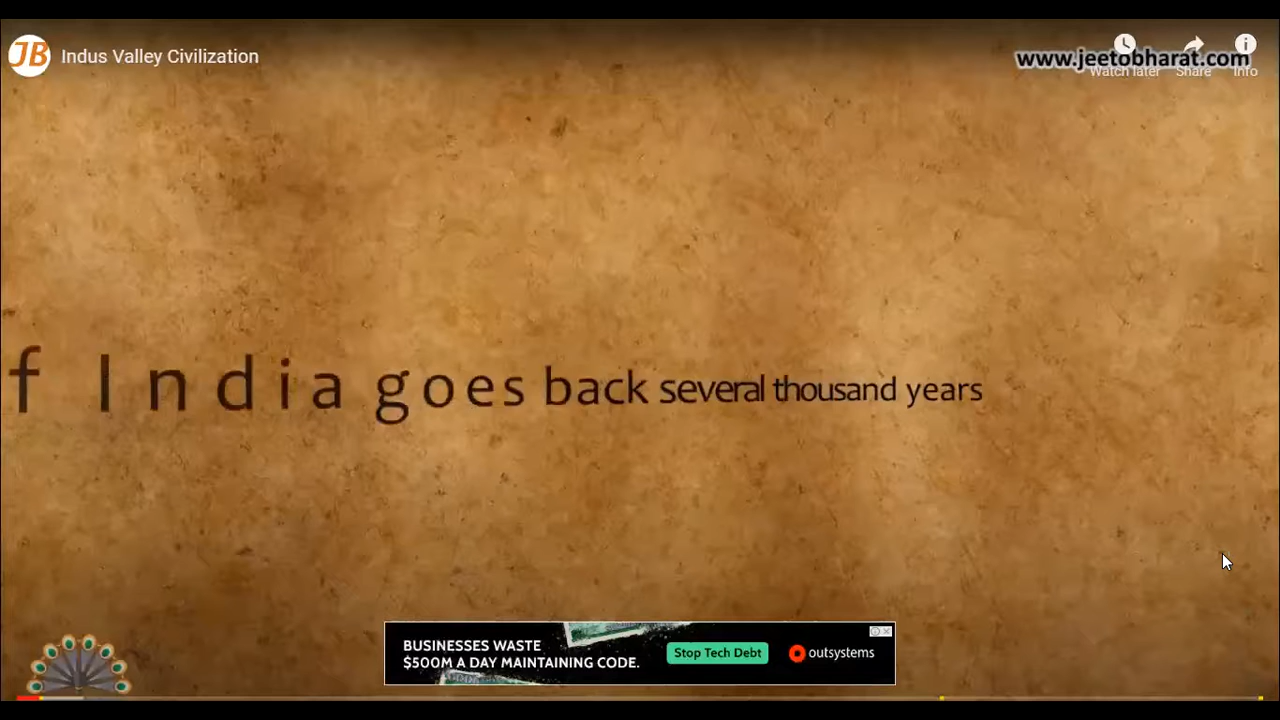 JB
Indus Valley Civilization
www.jeetobharat.com
Watch later Share Info
f India goes back several thousand years
BUSINESSES WASTE
$500M A DAY MAINTAINING CODE.
Stop Tech Debt
outsystems